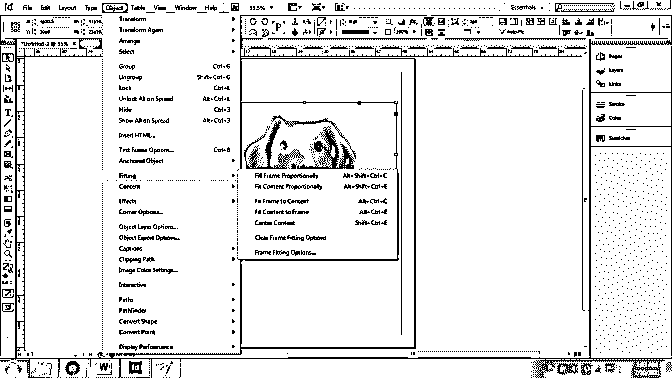 File Edit Layout Type Object Table View Window Help
Essentials
*Untitled-2 @ 55%
Transform
Transform Again
Arrange
Select
Group Ctrl+G
Ungroup Shift+Ctrl+G
Lock Ctrl+L
Unlock All on Spread Alt+Ctrl+L
Hide Ctrl+3
Show All on Spread Alt+Ctrl+3
Insert HTML...
Text Frame Options... Ctrl+B
Anchored Object
Fitting
Content
Effects
Corner Options...
Object Layer Options...
Object Export Options...
Captions
Clipping Path
Image Color Settings...
Interactive
Paths
Pathfinder
Convert Shape
Convert Point
Display Performance
Fill Frame Proportionally Alt+Shift+Ctrl+C
Fit Content Proportionally Alt+Shift+Ctrl+E
Fit Frame to Content Alt+Ctrl+C
Fit Content to Frame Alt+Ctrl+E
Center Content Shift+Ctrl+E
Clear Frame Fitting Options
Frame Fitting Options...
Pages
Layers
Links
Stroke
Color
Swatches